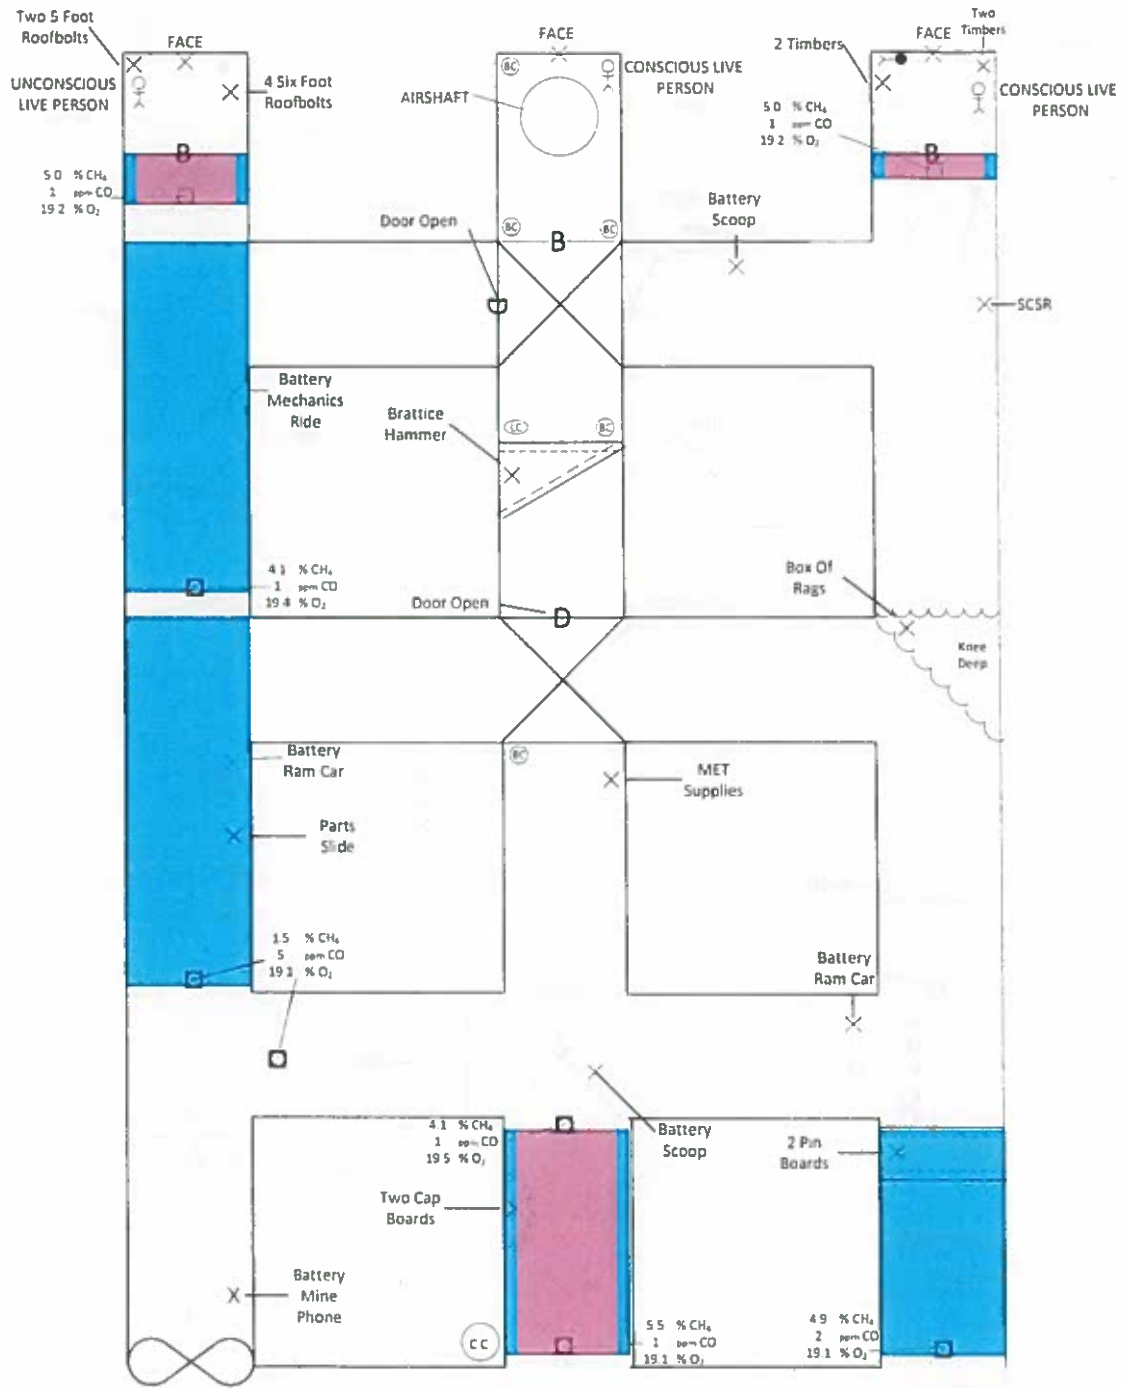 Two 5 Foot
Roofbolts
FACE
UNCONSCIOUS
LIVE PERSON
4 Six Foot
Roofbolts
B
5.0 % CH₄
1 ppm CO
19.2 % O₂
FACE
BC
CONSCIOUS LIVE
PERSON
AIRSHAFT
2 Timbers
FACE
Two
Timbers
CONSCIOUS LIVE
PERSON
5.0 % CH₄
1 ppm CO
19.2 % O₂
B
Door Open
BC
B
BC
Battery
Scoop
D
SCSR
Battery
Mechanics
Ride
Brattice
Hammer
LC
BC
4.1 % CH₄
1 ppm CO
19.4 % O₂
Door Open
D
Box Of
Rags
Knee
Deep
Battery
Ram Car
BC
MET
Supplies
Parts
Slide
1.5 % CH₄
5 ppm CO
19.1 % O₂
Battery
Ram Car
4.1 % CH₄
1 ppm CO
19.5 % O₂
Battery
Scoop
2 Pin
Boards
Two Cap
Boards
Battery
Mine
Phone
CC
5.5 % CH₄
1 ppm CO
19.1 % O₂
4.9 % CH₄
2 ppm CO
19.1 % O₂